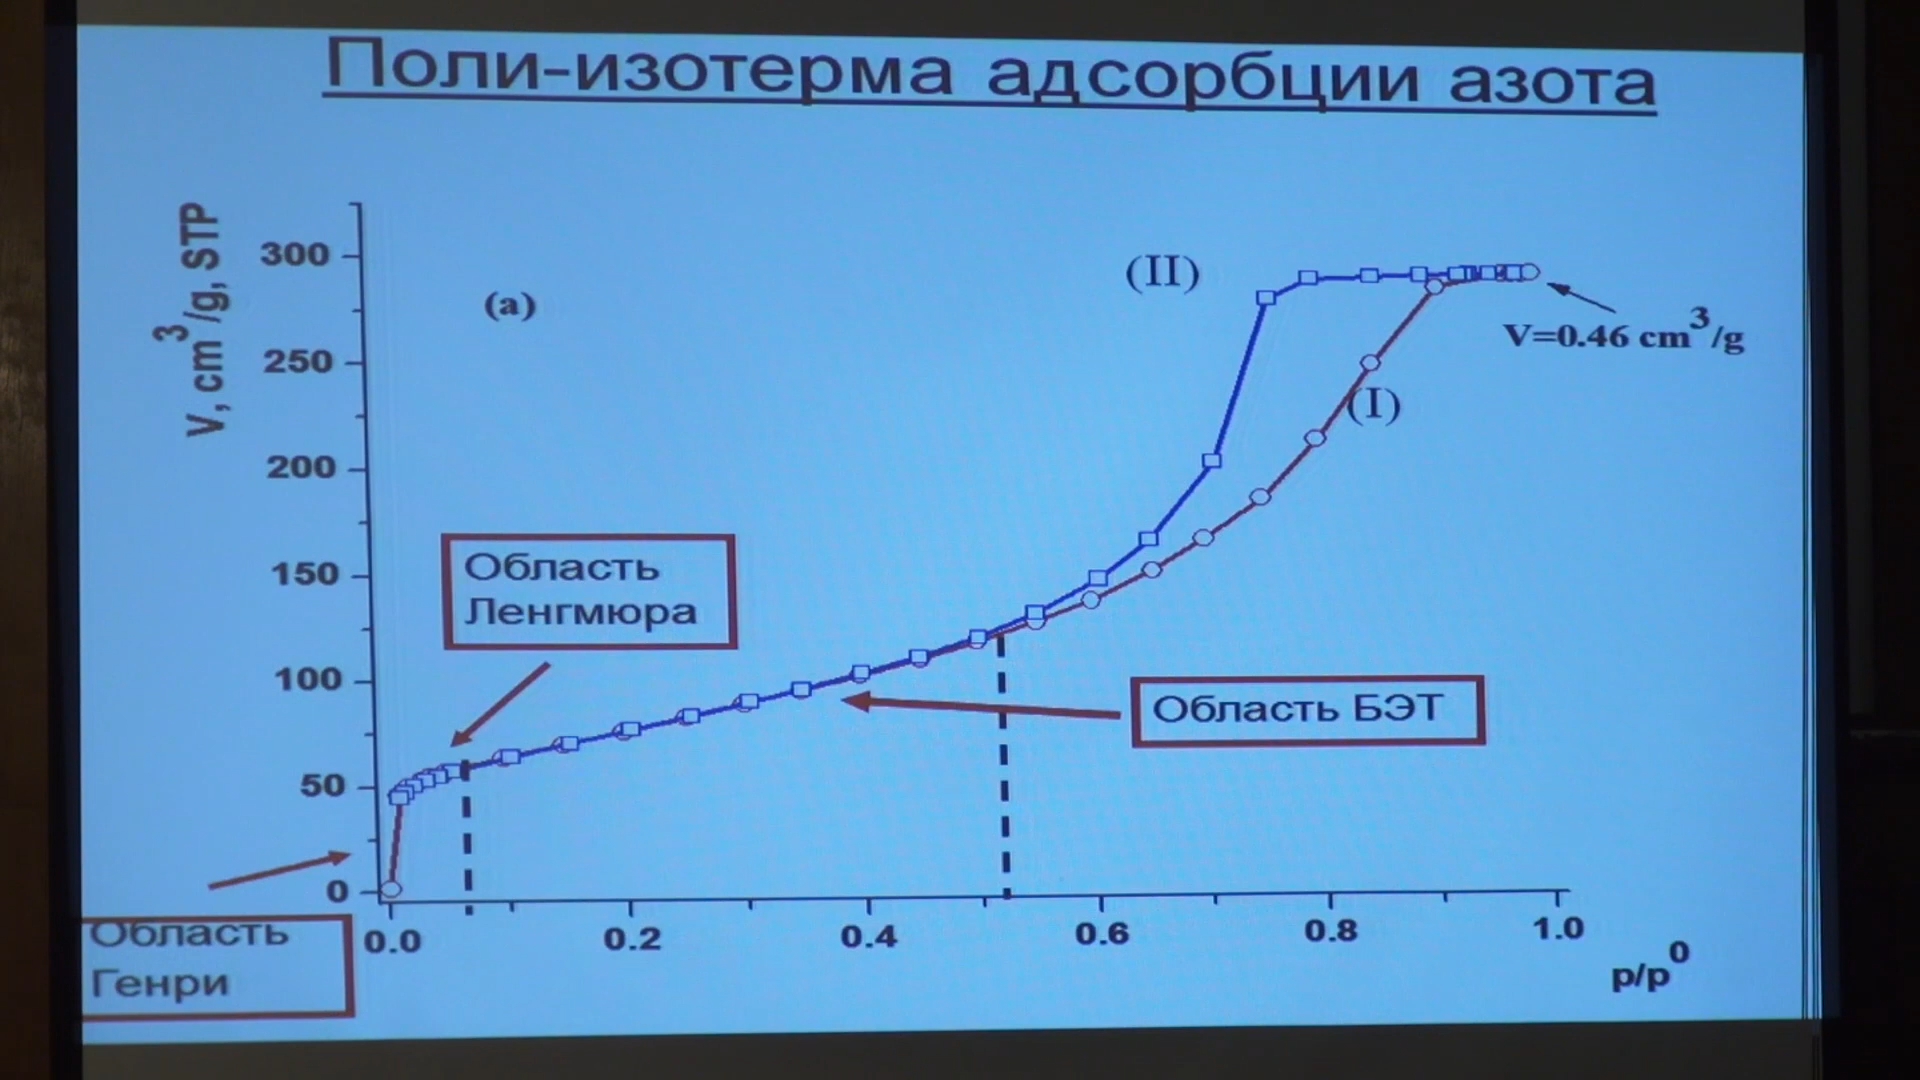 Поли-изотерма адсорбции азота
V, cm³/g, STP
300
250
200
150
100
50
0
(a)
(II)
(I)
V=0.46 cm³/g
Область
Ленгмюра
Область БЭТ
Область
Генри
0.0
0.2
0.4
0.6
0.8
1.0
p/p⁰